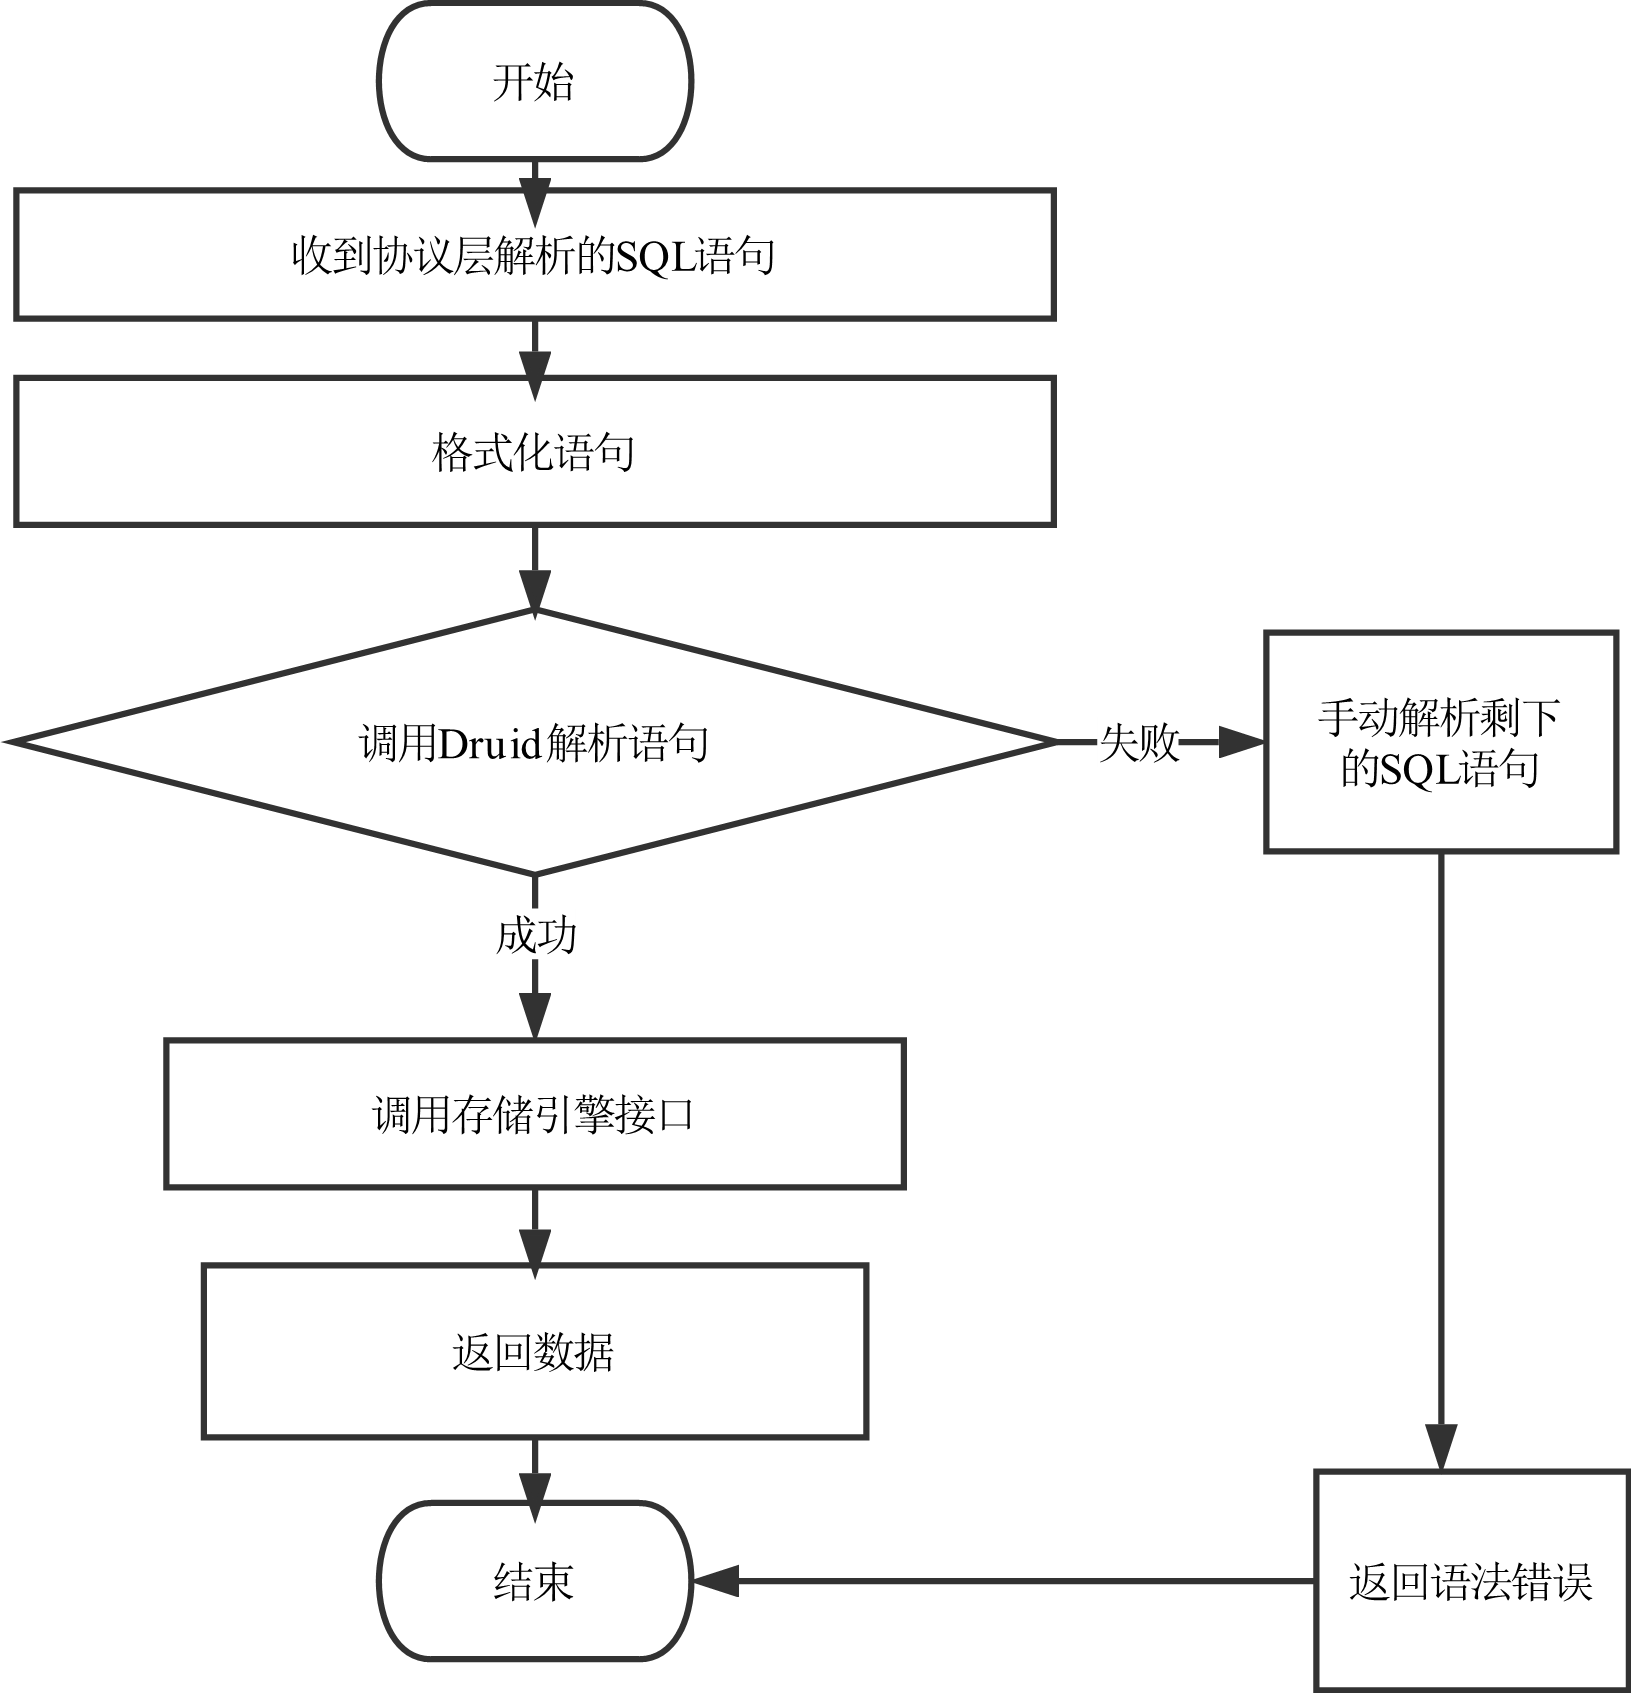 开始
收到协议层解析的SQL语句
格式化语句
调用Druid解析语句
失败
手动解析剩下
的SQL语句
成功
调用存储引擎接口
返回数据
结束
返回语法错误